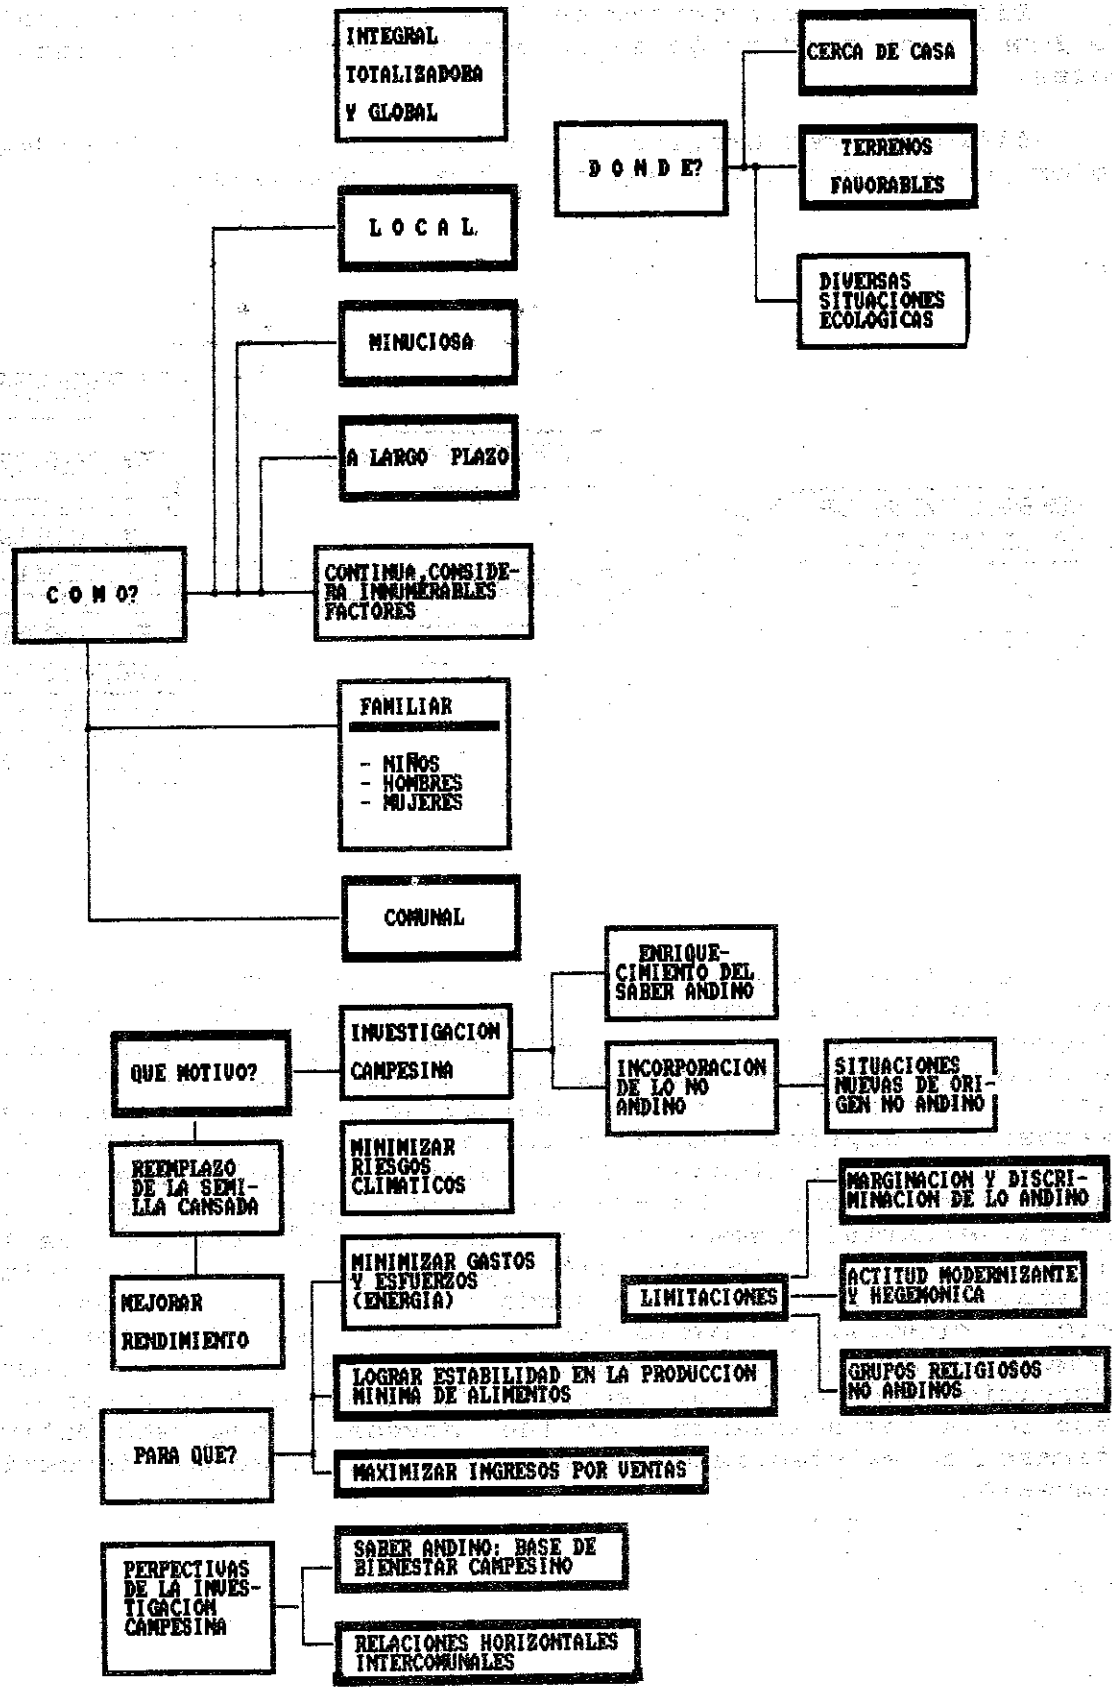 INTEGRAL
TOTALIZADORA
Y GLOBAL
CERCA DE CASA
D O N D E?
TERRENOS
FAVORABLES
L O C A L
DIVERSAS
SITUACIONES
ECOLOGICAS
MINUCIOSA
A LARGO PLAZO
C O M O?
CONTINUA,CONSIDE-
RA INNUMERABLES
FACTORES
FAMILIAR
- NIÑOS
- HOMBRES
- MUJERES
COMUNAL
ENRIQUE-
CIMIENTO DEL
SABER ANDINO
QUE MOTIVO?
INVESTIGACION
CAMPESINA
INCORPORACION
DE LO NO
ANDINO
SITUACIONES
NUEVAS DE ORI-
GEN NO ANDINO
REEMPLAZO
DE LA SEMI-
LLA CANSADA
MINIMIZAR
RIESGOS
CLIMATICOS
MARGINACION Y DISCRI-
MINACION DE LO ANDINO
MEJORAR
RENDIMIENTO
MINIMIZAR GASTOS
Y ESFUERZOS
(ENERGIA)
LIMITACIONES
ACTITUD MODERNIZANTE
Y HEGEMONICA
GRUPOS RELIGIOSOS
NO ANDINOS
LOGRAR ESTABILIDAD EN LA PRODUCCION
MINIMA DE ALIMENTOS
PARA QUE?
MAXIMIZAR INGRESOS POR VENTAS
PERPECTIVAS
DE LA INVES-
TIGACION
CAMPESINA
SABER ANDINO: BASE DE
BIENESTAR CAMPESINO
RELACIONES HORIZONTALES
INTERCOMUNALES